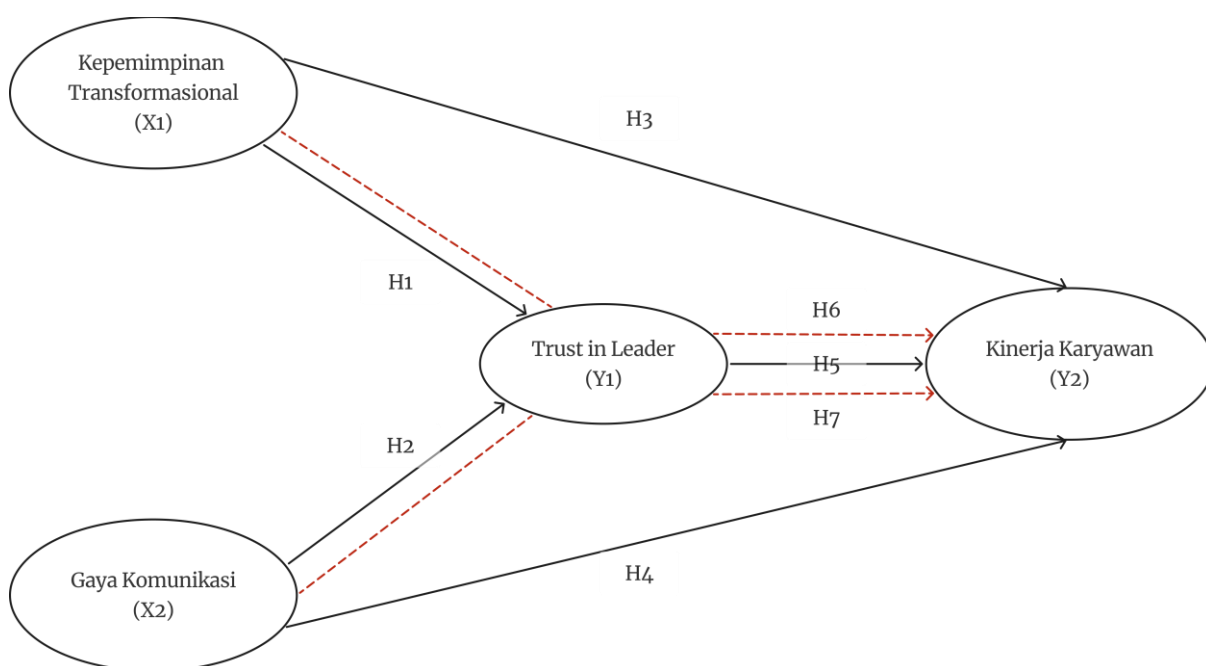 Kepemimpinan
Transformasional
(X1)
H3
H1
Trust in Leader
(Y1)
H6
H5
H7
Kinerja Karyawan
(Y2)
H2
Gaya Komunikasi
(X2)
H4